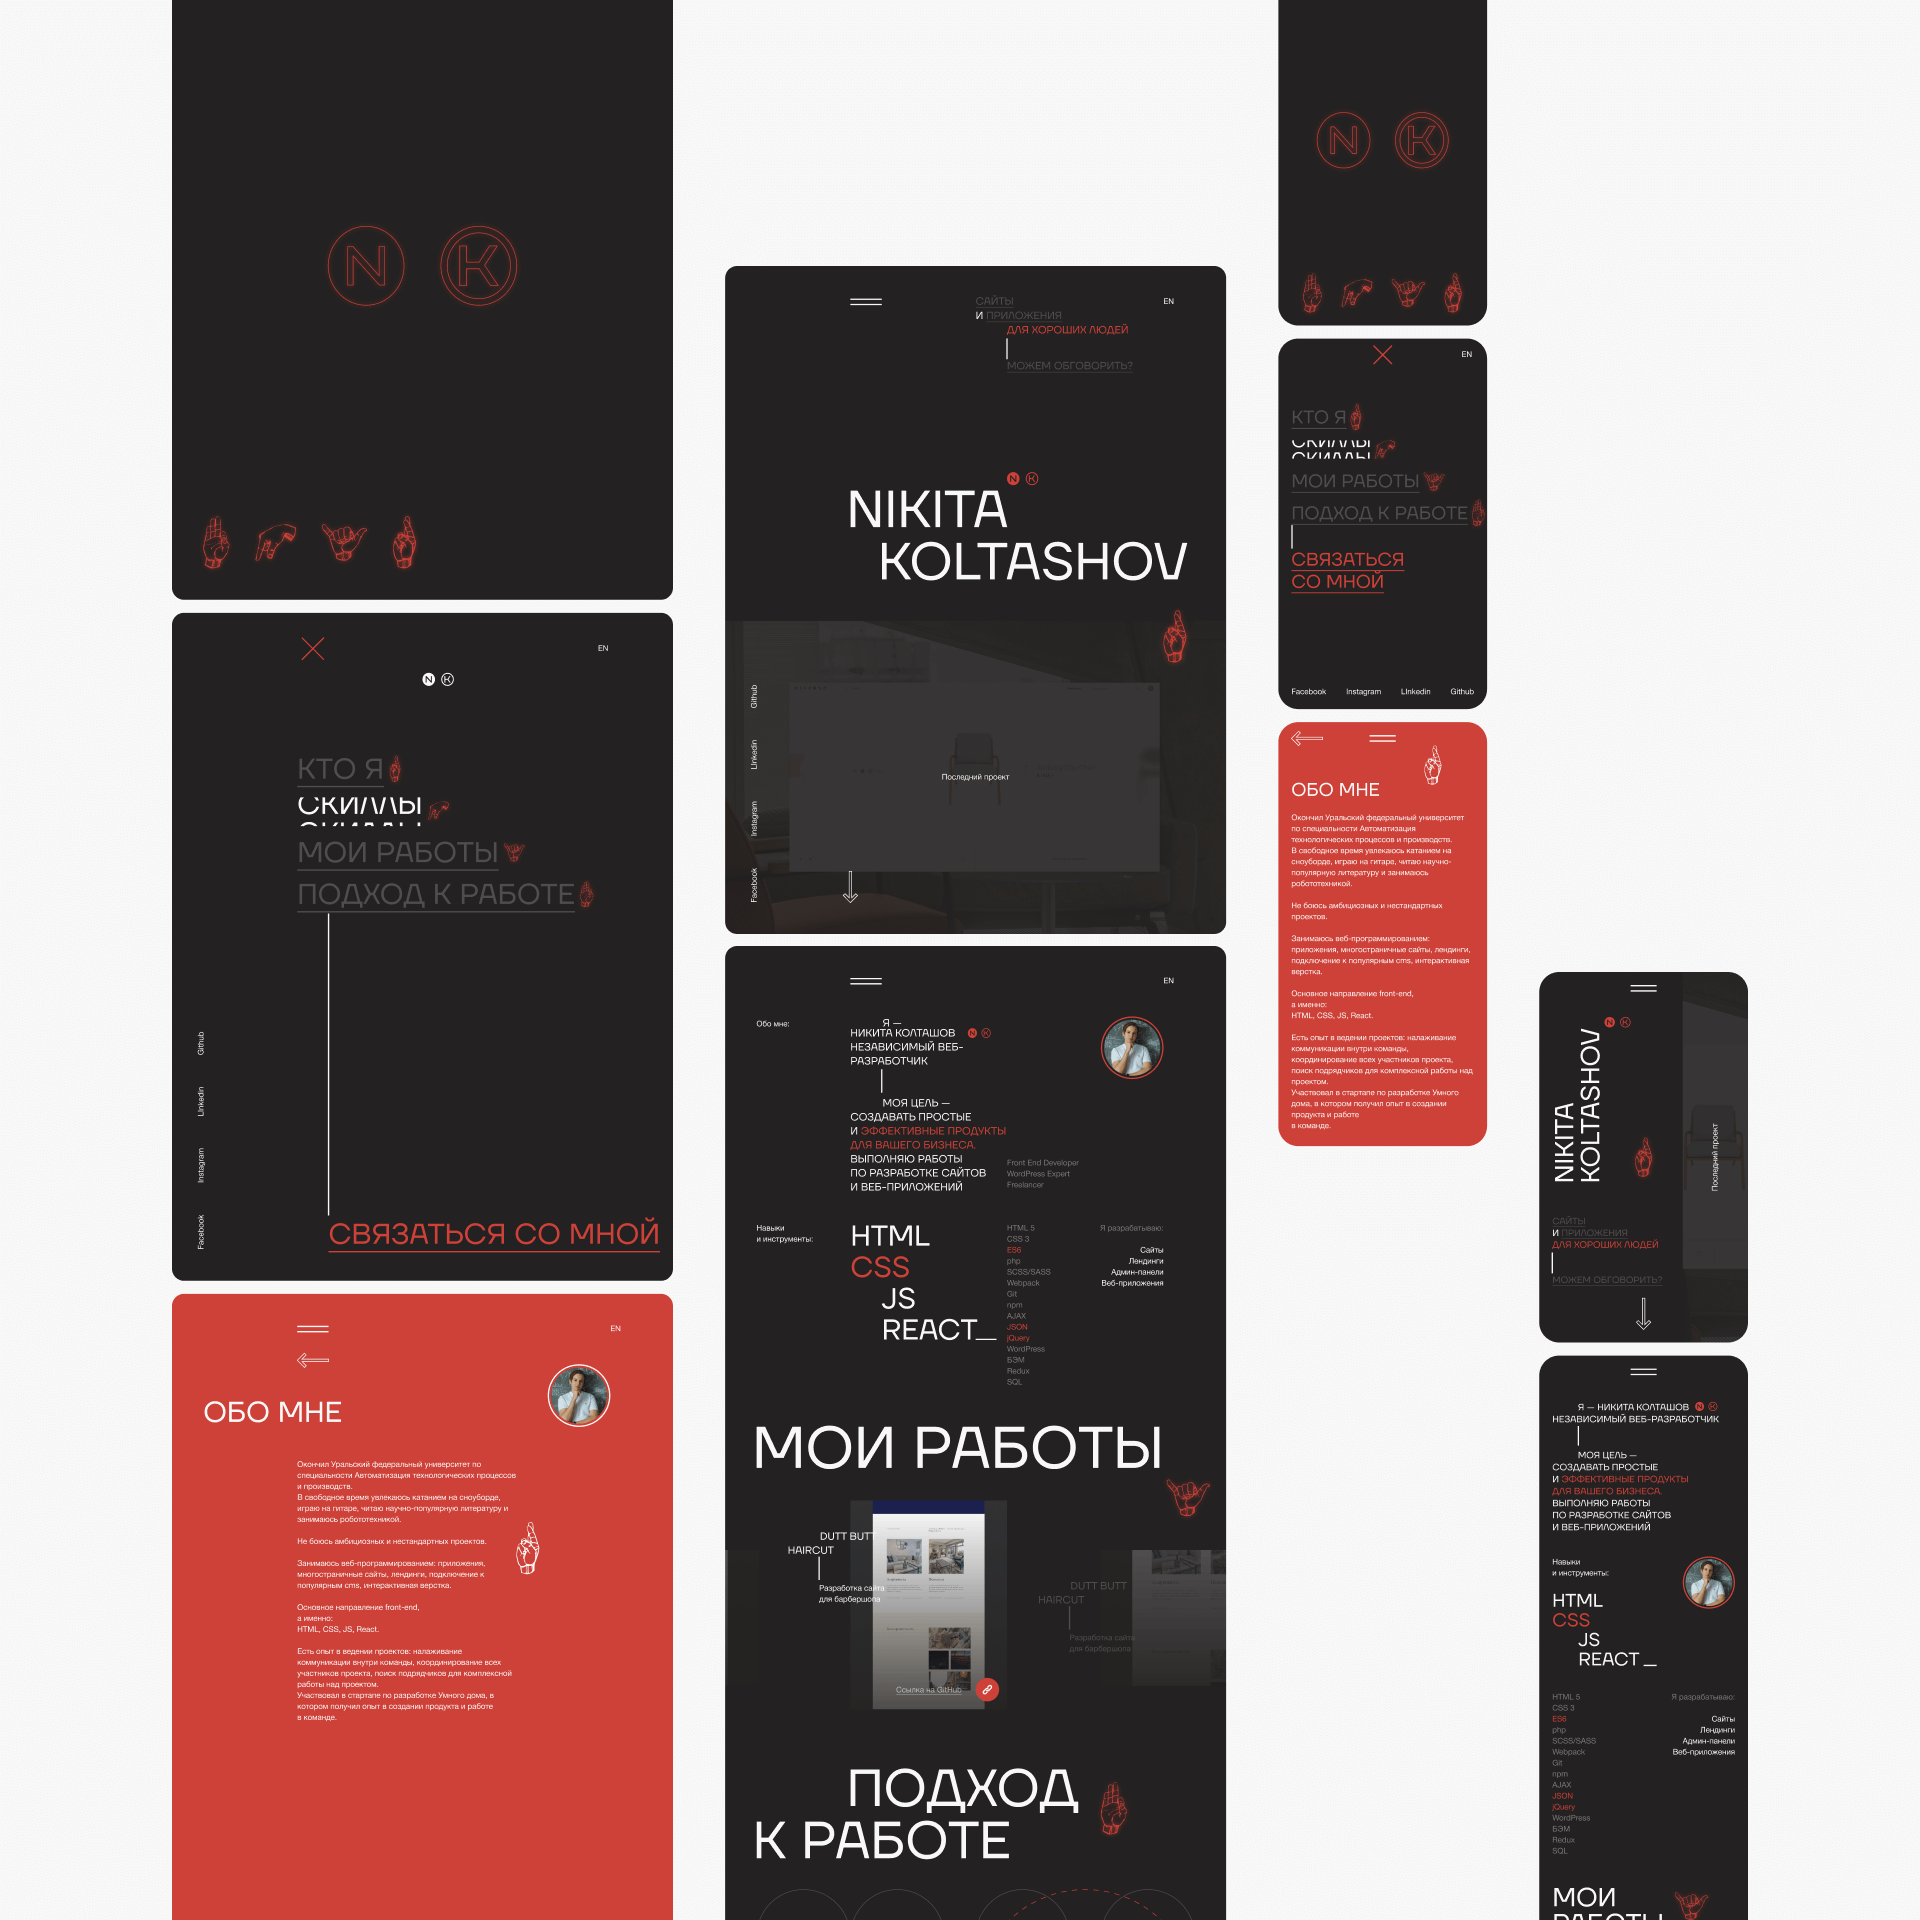 N K
EN
N K
КТО Я
СКИЛЛЫ
СКИЛЛЫ
МОИ РАБОТЫ
ПОДХОД К РАБОТЕ
Github
LInkedin
Instagram
Facebook
СВЯЗАТЬСЯ СО МНОЙ
EN
ОБО МНЕ
Окончил Уральский федеральный университет по
специальности Автоматизация технологических процессов
и производств.
В свободное время увлекаюсь катанием на сноуборде,
играю на гитаре, читаю научно-популярную литературу и
занимаюсь робототехникой.
Не боюсь амбициозных и нестандартных проектов.
Занимаюсь веб-программированием: приложения,
многостраничные сайты, лендинги, подключение к
популярным cms, интерактивная верстка.
Основное направление front-end,
а именно:
HTML, CSS, JS, React.
Есть опыт в ведении проектов: налаживание
коммуникации внутри команды, координирование всех
участников проекта, поиск подрядчиков для комплексной
работы над проектом.
Участвовал в стартапе по разработке Умного дома, в
котором получил опыт в создании продукта и работе
в команде.
САЙТЫ
И ПРИЛОЖЕНИЯ
ДЛЯ ХОРОШИХ ЛЮДЕЙ
МОЖЕМ ОБГОВОРИТЬ?
EN
N K
NIKITA
KOLTASHOV
Github
LInkedin
Instagram
Facebook
Последний проект
EN
Обо мне:
Я —
НИКИТА КОЛТАШОВ N K
НЕЗАВИСИМЫЙ ВЕБ-
РАЗРАБОТЧИК
МОЯ ЦЕЛЬ —
СОЗДАВАТЬ ПРОСТЫЕ
И ЭФФЕКТИВНЫЕ ПРОДУКТЫ
ДЛЯ ВАШЕГО БИЗНЕСА.
ВЫПОЛНЯЮ РАБОТЫ
ПО РАЗРАБОТКЕ САЙТОВ
И ВЕБ-ПРИЛОЖЕНИЙ
Front End Developer
WordPress Expert
Freelancer
Навыки
и инструменты:
HTML
CSS
JS
REACT_
HTML 5
CSS 3
ES6
php
SCSS/SASS
Webpack
Git
npm
AJAX
JSON
jQuery
WordPress
БЭМ
Redux
SQL
Я разрабатываю:
Сайты
Лендинги
Админ-панели
Веб-приложения
МОИ РАБОТЫ
DUTT BUTT
HAIRCUT
Разработка сайта
для барбершопа
Ссылка на GitHub
DUTT BUTT
HAIRCUT
Разработка сайта
для барбершопа
ПОДХОД
К РАБОТЕ
N K
EN
КТО Я
СКИЛЛЫ
СКИЛЛЫ
МОИ РАБОТЫ
ПОДХОД К РАБОТЕ
СВЯЗАТЬСЯ
СО МНОЙ
Facebook Instagram LInkedin Github
ОБО МНЕ
Окончил Уральский федеральный университет
по специальности Автоматизация
технологических процессов и производств.
В свободное время увлекаюсь катанием на
сноуборде, играю на гитаре, читаю научно-
популярную литературу и занимаюсь
робототехникой.
Не боюсь амбициозных и нестандартных
проектов.
Занимаюсь веб-программированием:
приложения, многостраничные сайты, лендинги,
подключение к популярным cms, интерактивная
верстка.
Основное направление front-end,
а именно:
HTML, CSS, JS, React.
Есть опыт в ведении проектов: налаживание
коммуникации внутри команды,
координирование всех участников проекта,
поиск подрядчиков для комплексной работы над
проектом.
Участвовал в стартапе по разработке Умного
дома, в котором получил опыт в создании
продукта и работе
в команде.
N K
NIKITA
KOLTASHOV
Последний проект
САЙТЫ
И ПРИЛОЖЕНИЯ
ДЛЯ ХОРОШИХ ЛЮДЕЙ
МОЖЕМ ОБГОВОРИТЬ?
Я — НИКИТА КОЛТАШОВ N K
НЕЗАВИСИМЫЙ ВЕБ-РАЗРАБОТЧИК
МОЯ ЦЕЛЬ —
СОЗДАВАТЬ ПРОСТЫЕ
И ЭФФЕКТИВНЫЕ ПРОДУКТЫ
ДЛЯ ВАШЕГО БИЗНЕСА.
ВЫПОЛНЯЮ РАБОТЫ
ПО РАЗРАБОТКЕ САЙТОВ
И ВЕБ-ПРИЛОЖЕНИЙ
Навыки
и инструменты:
HTML
CSS
JS
REACT _
HTML 5
CSS 3
ES6
php
SCSS/SASS
Webpack
Git
npm
AJAX
JSON
jQuery
WordPress
БЭМ
Redux
SQL
Я разрабатываю:
Сайты
Лендинги
Админ-панели
Веб-приложения
МОИ
РАБОТЫ